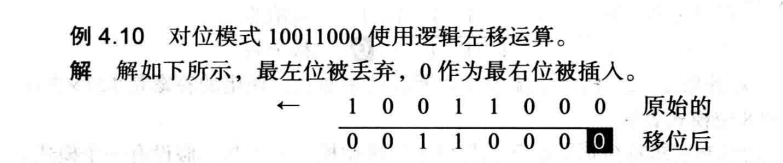 例 4.10 对位模式 10011000 使用逻辑左移运算。
解 解如下所示，最左位被丢弃，0 作为最右位被插入。
← 1 0 0 1 1 0 0 0 原始的
0 0 1 1 0 0 0 0 移位后